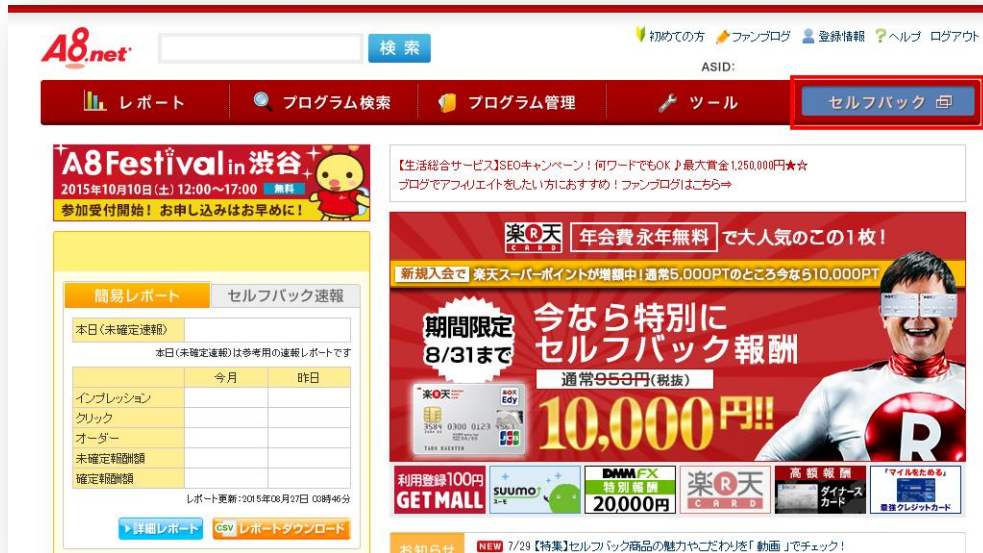 A8.net
検 索
初めての方 ファンブログ 登録情報 ヘルプ ログアウト
ASID:
レポート プログラム検索 プログラム管理 ツール セルフバック
A8 Festival in 渋谷
2015年10月10日(土) 12:00～17:00 無料
参加受付開始! お申し込みはお早めに!
【生活総合サービス】SEOキャンペーン！何ワードでもOK♪最大賞金1,250,000円★☆
ブログでアフィリエイトをしたい方におすすめ！ファンブログはこちら⇒
簡易レポート セルフバック速報
本日(未確定速報)
本日(未確定速報)は参考用の速報レポートです
今月 昨日
インプレッション
クリック
オーダー
未確定報酬額
確定報酬額
レポート更新:2015年08月27日 03時46分
詳細レポート CSV レポートダウンロード
楽R天 CARD 年会費永年無料 で大人気のこの1枚!
新規入会で 楽天スーパーポイントが増額中!通常5,000PTのところ今なら10,000PT
期間限定
8/31まで
今なら特別に
セルフバック報酬
通常953円(税抜)
10,000円!!
楽R天
楽R天 Edy
3584 0300 0123 4563
JCB
TARO RAKUTEN
R
利用登録100円
GET MALL
suumo
スーモ
DMM FX
特別報酬
20,000円
楽R天
CARD
高額報酬
ダイナース
カード
「マイルをためる」
最強クレジットカード
お知らせ NEW 7/29 【特集】セルフバック商品の魅力やこだわりを「動画」でチェック！